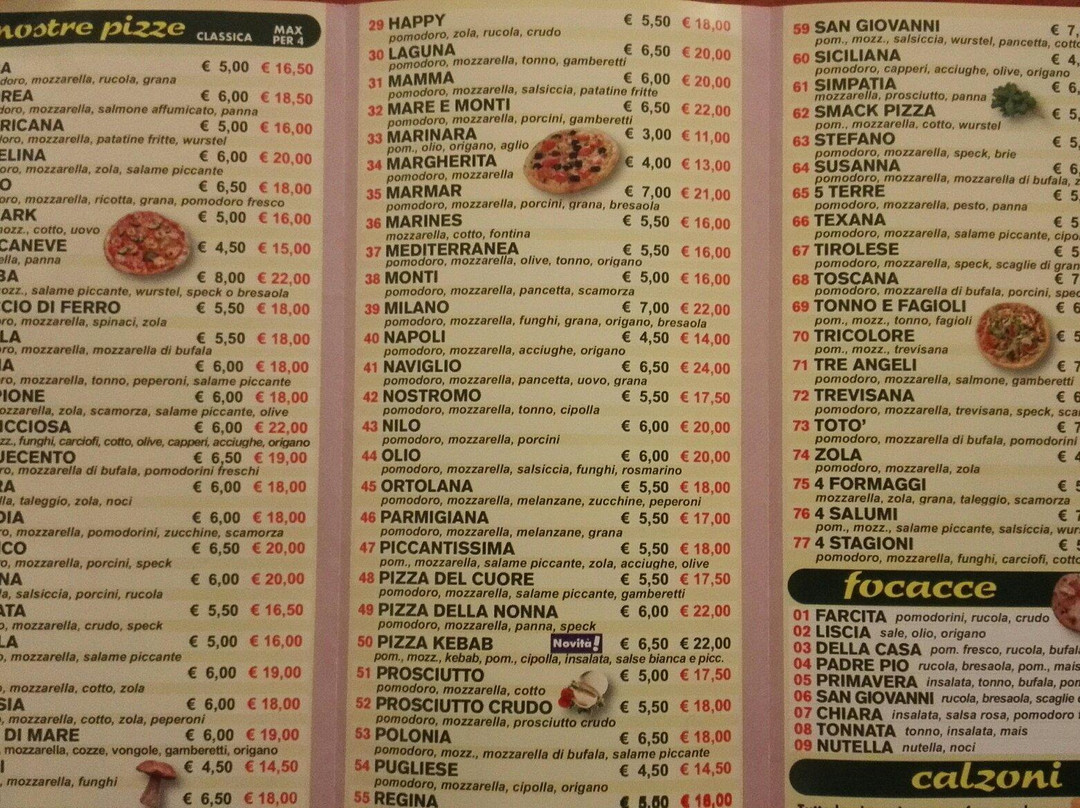 nostre pizze CLASSICA MAX PER 4
€ 5,00 € 16,50
mozzarella, rucola, grana
€ 6,00 € 18,50
mozzarella, salmone affumicato, panna
€ 5,00 € 16,00
mozzarella, patatine fritte, wurstel
€ 6,00 € 20,00
mozzarella, zola, salame piccante
€ 6,50 € 18,00
mozzarella, ricotta, grana, pomodoro fresco
€ 5,00 € 16,00
cotto, uovo
€ 4,50 € 15,00
panna
€ 8,00 € 22,00
salame piccante, wurstel, speck o bresaola
DI FERRO € 5,50 € 18,00
mozzarella, spinaci, zola
€ 5,50 € 18,00
mozzarella, mozzarella di bufala
€ 6,00 € 18,00
mozzarella, tonno, peperoni, salame piccante
€ 6,00 € 18,00
zola, scamorza, salame piccante, olive
€ 6,00 € 22,00
funghi, carciofi, cotto, olive, capperi, acciughe, origano
€ 6,50 € 19,00
mozzarella di bufala, pomodorini freschi
€ 6,00 € 18,00
taleggio, zola, noci
€ 6,00 € 18,00
mozzarella, pomodorini, zucchine, scamorza
€ 6,50 € 20,00
mozzarella, porcini, speck
€ 6,00 € 20,00
salsiccia, porcini, rucola
€ 5,50 € 16,50
mozzarella, crudo, speck
€ 5,00 € 16,00
mozzarella, salame piccante
€ 6,00 € 19,00
mozzarella, cotto, zola
€ 6,00 € 18,00
mozzarella, cotto, zola, peperoni
DI MARE € 6,00 € 19,00
mozzarella, cozze, vongole, gamberetti, origano
€ 4,50 € 14,50
mozzarella, funghi
€ 6,50 € 18,00
29 HAPPY € 5,50 € 18,00
pomodoro, zola, rucola, crudo
30 LAGUNA € 6,50 € 20,00
pomodoro, mozzarella, tonno, gamberetti
31 MAMMA € 6,00 € 20,00
pomodoro, mozzarella, salsiccia, patatine fritte
32 MARE E MONTI € 6,50 € 22,00
pomodoro, mozzarella, porcini, gamberetti
33 MARINARA € 3,00 € 11,00
pom., olio, origano, aglio
34 MARGHERITA € 4,00 € 13,00
pomodoro, mozzarella
35 MARMAR € 7,00 € 21,00
pomodoro, mozzarella, porcini, grana, bresaola
36 MARINES € 5,50 € 16,00
mozzarella, cotto, fontina
37 MEDITERRANEA € 5,50 € 16,00
pomodoro, mozzarella, olive, tonno, origano
38 MONTI € 5,00 € 16,00
pomodoro, mozzarella, pancetta, scamorza
39 MILANO € 7,00 € 22,00
pomodoro, mozzarella, funghi, grana, origano, bresaola
40 NAPOLI € 4,50 € 14,00
pomodoro, mozzarella, acciughe, origano
41 NAVIGLIO € 6,50 € 24,00
pomodoro, mozzarella, pancetta, uovo, grana
42 NOSTROMO € 5,50 € 17,50
pomodoro, mozzarella, tonno, cipolla
43 NILO € 6,00 € 20,00
pomodoro, mozzarella, porcini
44 OLIO € 6,00 € 20,00
pomodoro, mozzarella, salsiccia, funghi, rosmarino
45 ORTOLANA € 5,50 € 18,00
pomodoro, mozzarella, melanzane, zucchine, peperoni
46 PARMIGIANA € 5,50 € 17,00
pomodoro, mozzarella, melanzane, grana
47 PICCANTISSIMA € 5,50 € 18,00
pom., mozzarella, salame piccante, zola, acciughe, olive
48 PIZZA DEL CUORE € 5,50 € 17,50
pomodoro, mozzarella, salame piccante, gamberetti
49 PIZZA DELLA NONNA € 6,00 € 22,00
pomodoro, mozzarella, panna, speck
50 PIZZA KEBAB Novità! € 6,50 € 22,00
pom., mozz., kebab, pom., cipolla, insalata, salse bianca e picc.
51 PROSCIUTTO € 5,00 € 17,50
pomodoro, mozzarella, cotto
52 PROSCIUTTO CRUDO € 5,50 € 18,00
pomodoro, mozzarella, prosciutto crudo
53 POLONIA € 6,50 € 18,00
pomodoro, mozz., mozzarella di bufala, salame piccante
54 PUGLIESE € 4,50 € 14,50
pomodoro, mozzarella, cipolla, origano
55 REGINA € 18,00
59 SAN GIOVANNI € 7,
pom., mozz., salsiccia, wurstel, pancetta,
60 SICILIANA € 4,
pomodoro, capperi, acciughe, olive, origano
61 SIMPATIA € 6,
mozzarella, prosciutto, panna
62 SMACK PIZZA € 5,
pom., mozzarella, cotto, wurstel
63 STEFANO € 5,
pomodoro, mozzarella, speck, brie
64 SUSANNA € 6,
pomodoro, mozzarella, mozzarella di bufala,
65 5 TERRE € 5
pomodoro, mozzarella, pesto, panna
66 TEXANA € 5
pomodoro, mozzarella, salame piccante,
67 TIROLESE € 5
pomodoro, mozzarella, speck, scaglie di
68 TOSCANA € 7
pomodoro, mozzarella di bufala, porcini,
69 TONNO E FAGIOLI € 6
pom., mozz., tonno, fagioli
70 TRICOLORE € 5
pom., mozz., trevisana
71 TRE ANGELI € 7
pomodoro, mozzarella, salmone, gamberetti
72 TREVISANA € 6
pomodoro, mozzarella, trevisana, speck,
73 TOTO' € 7
pomodoro, mozzarella di bufala, pomodorini
74 ZOLA € 4
pomodoro, mozzarella, zola
75 4 FORMAGGI € 5
mozzarella, zola, grana, taleggio, scamorza
76 4 SALUMI € 7
pom., mozz., salame piccante, salsiccia,
77 4 STAGIONI € 5
pomodoro, mozzarella, funghi, carciofi,
focacce
01 FARCITA pomodorini, rucola, crudo
02 LISCIA sale, olio, origano
03 DELLA CASA pom. fresco, rucola,
04 PADRE PIO rucola, bresaola, pom., mais
05 PRIMAVERA insalata, tonno, bufala,
06 SAN GIOVANNI rucola, bresaola, scaglie
07 CHIARA insalata, salsa rosa, pomodoro
08 TONNATA tonno, insalata, mais
09 NUTELLA nutella, noci
calzoni